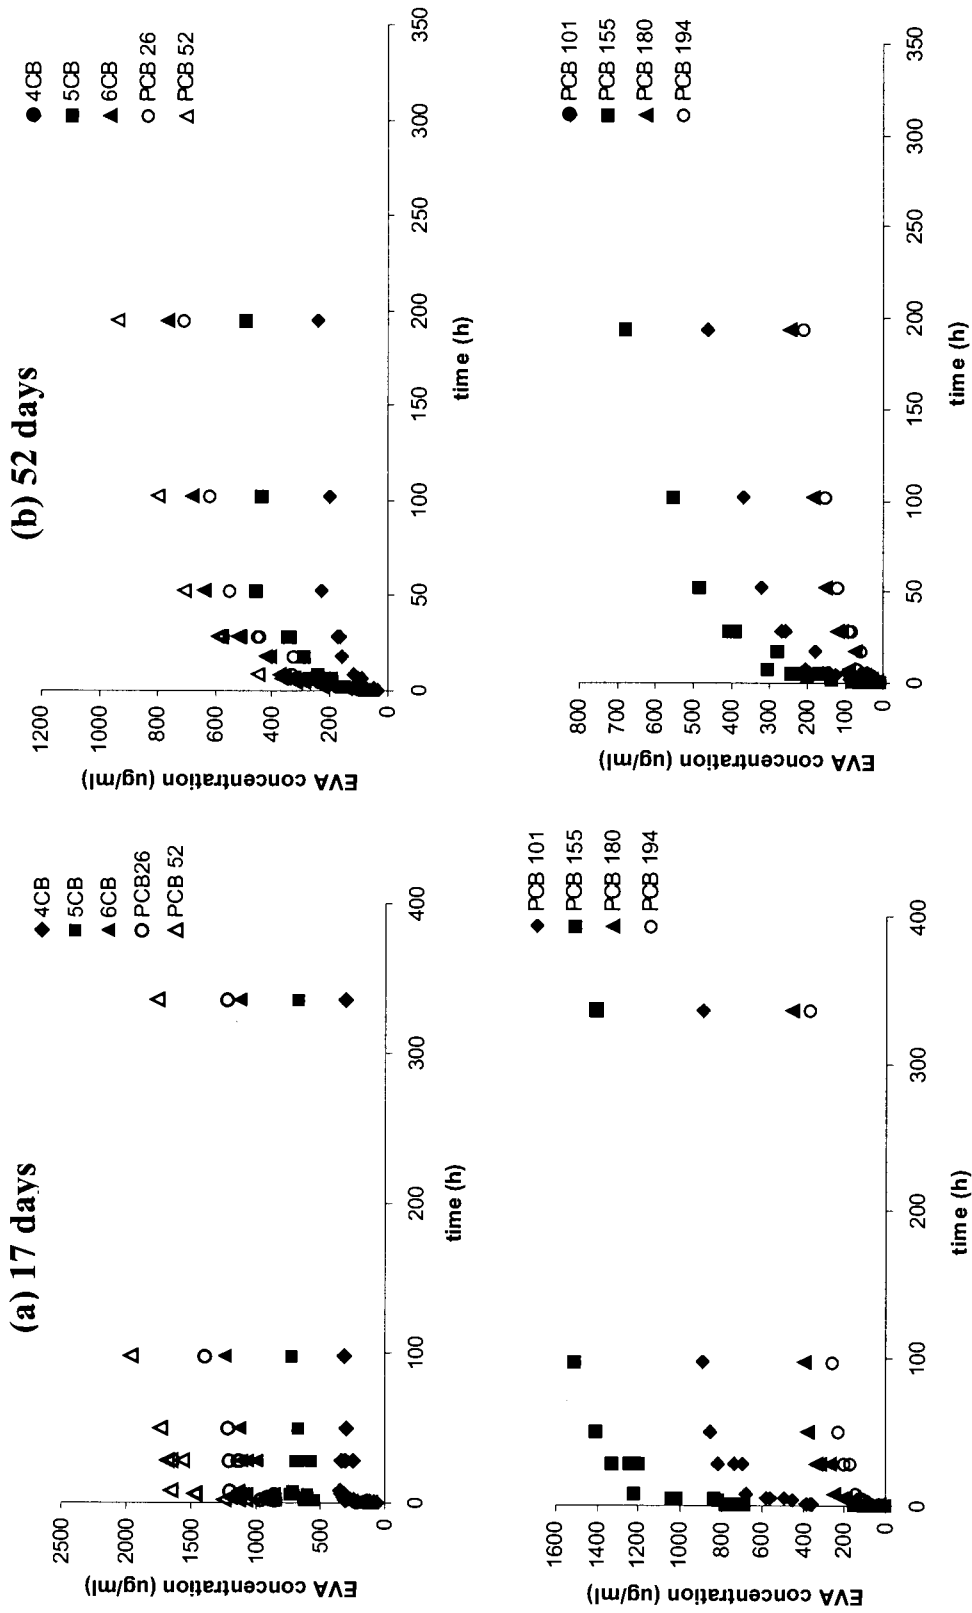 (a) 17 days
2500
2000
1500
1000
500
0
EVA concentration (ug/ml)
0
100
200
300
400
time (h)
4CB
5CB
6CB
PCB26
PCB 52
1600
1400
1200
1000
800
600
400
200
0
EVA concentration (ug/ml)
0
100
200
300
400
time (h)
PCB 101
PCB 155
PCB 180
PCB 194
(b) 52 days
1200
1000
800
600
400
200
0
EVA concentration (ug/ml)
0
50
100
150
200
250
300
350
time (h)
4CB
5CB
6CB
PCB 26
PCB 52
800
700
600
500
400
300
200
100
0
EVA concentration (ug/ml)
0
50
100
150
200
250
300
350
time (h)
PCB 101
PCB 155
PCB 180
PCB 194